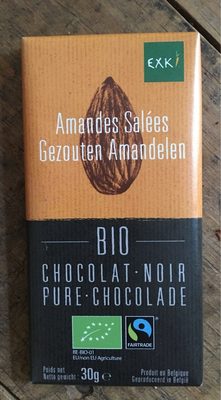 EXKi
Amandes Salées
Gezouten Amandelen
BIO
CHOCOLAT·NOIR
PURE·CHOCOLADE
BE-BIO-01
EU/non EU Agriculture
FAIRTRADE
Poids net
Netto gewicht 30g e
Produit en Belgique
Geproduceerd in België